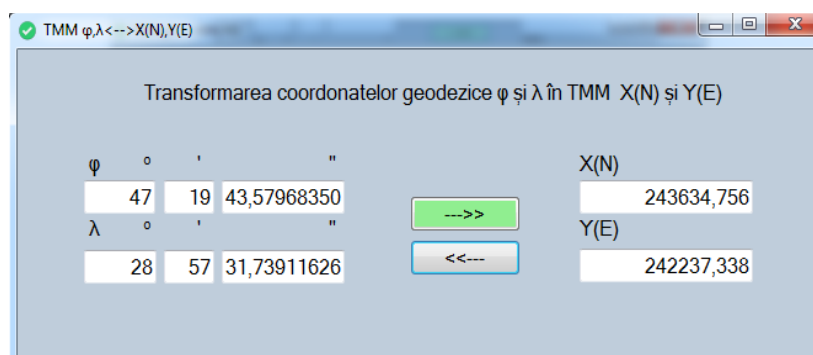 TMM φ,λ<-->X(N),Y(E)
Transformarea coordonatelor geodezice φ și λ în TMM X(N) și Y(E)
φ º ' " X(N)
47 19 43,57968350 --->> 243634,756
λ º ' " Y(E)
28 57 31,73911626 <<--- 242237,338